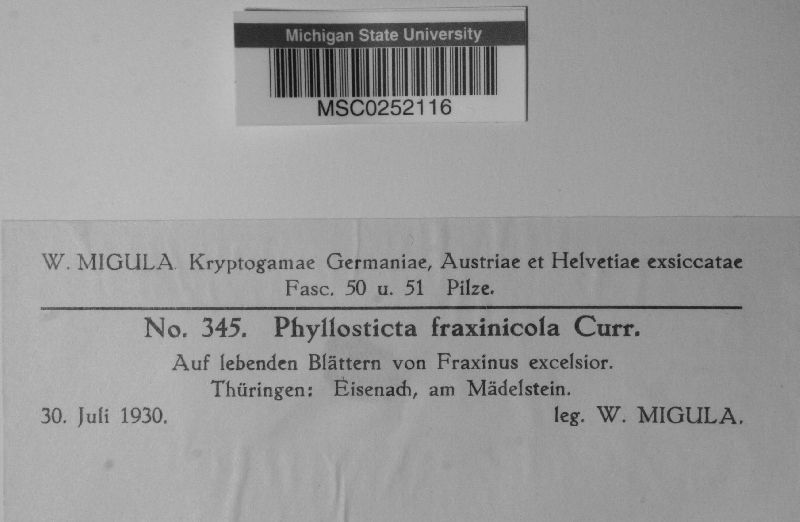 Michigan State University
MSC0252116
W. MIGULA. Kryptogamae Germaniae, Austriae et Helvetiae exsiccatae
Fasc. 50 u. 51 Pilze.
No. 345. Phyllosticta fraxinicola Curr.
Auf lebenden Blättern von Fraxinus excelsior.
Thüringen: Eisenach, am Mädelstein.
30. Juli 1930. leg. W. MIGULA.